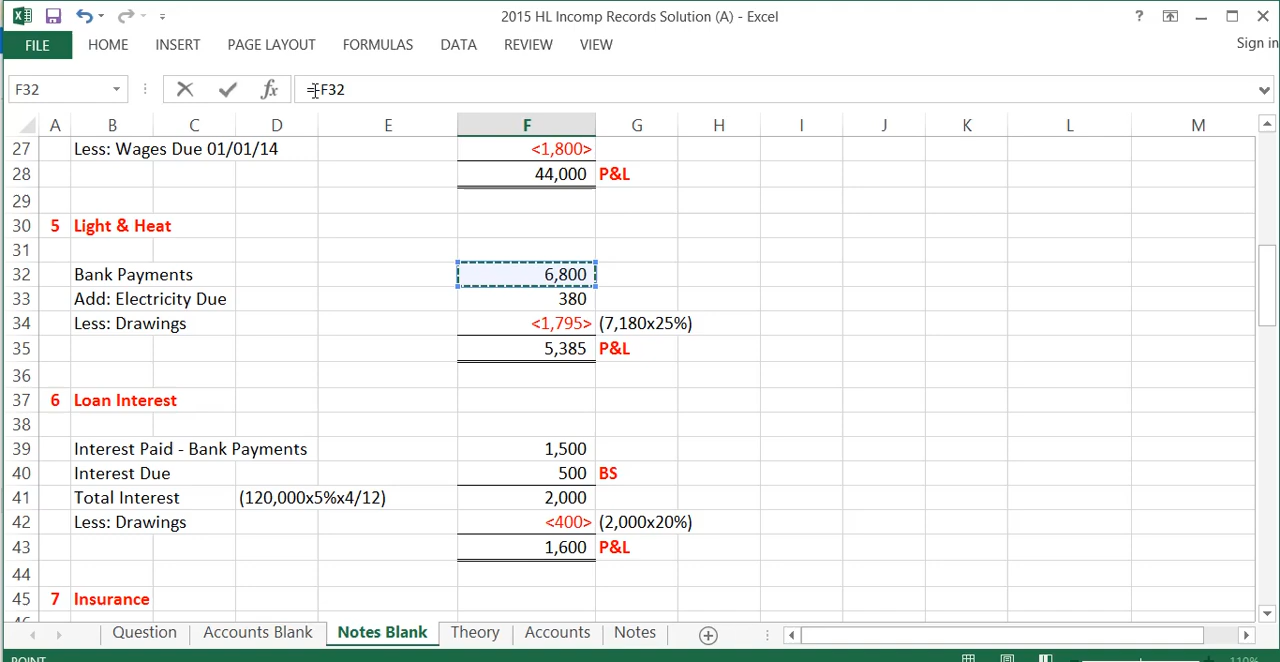 2015 HL Incomp Records Solution (A) - Excel
?
FILE HOME INSERT PAGE LAYOUT FORMULAS DATA REVIEW VIEW
Sign in
F32 fx =F32
A B C D E F G H I J K L M
27 Less: Wages Due 01/01/14 <1,800>
28 44,000 P&L
29
30 5 Light & Heat
31
32 Bank Payments 6,800
33 Add: Electricity Due 380
34 Less: Drawings <1,795> (7,180x25%)
35 5,385 P&L
36
37 6 Loan Interest
38
39 Interest Paid - Bank Payments 1,500
40 Interest Due 500 BS
41 Total Interest (120,000x5%x4/12) 2,000
42 Less: Drawings <400> (2,000x20%)
43 1,600 P&L
44
45 7 Insurance
46
Question Accounts Blank Notes Blank Theory Accounts Notes
POINT 110%